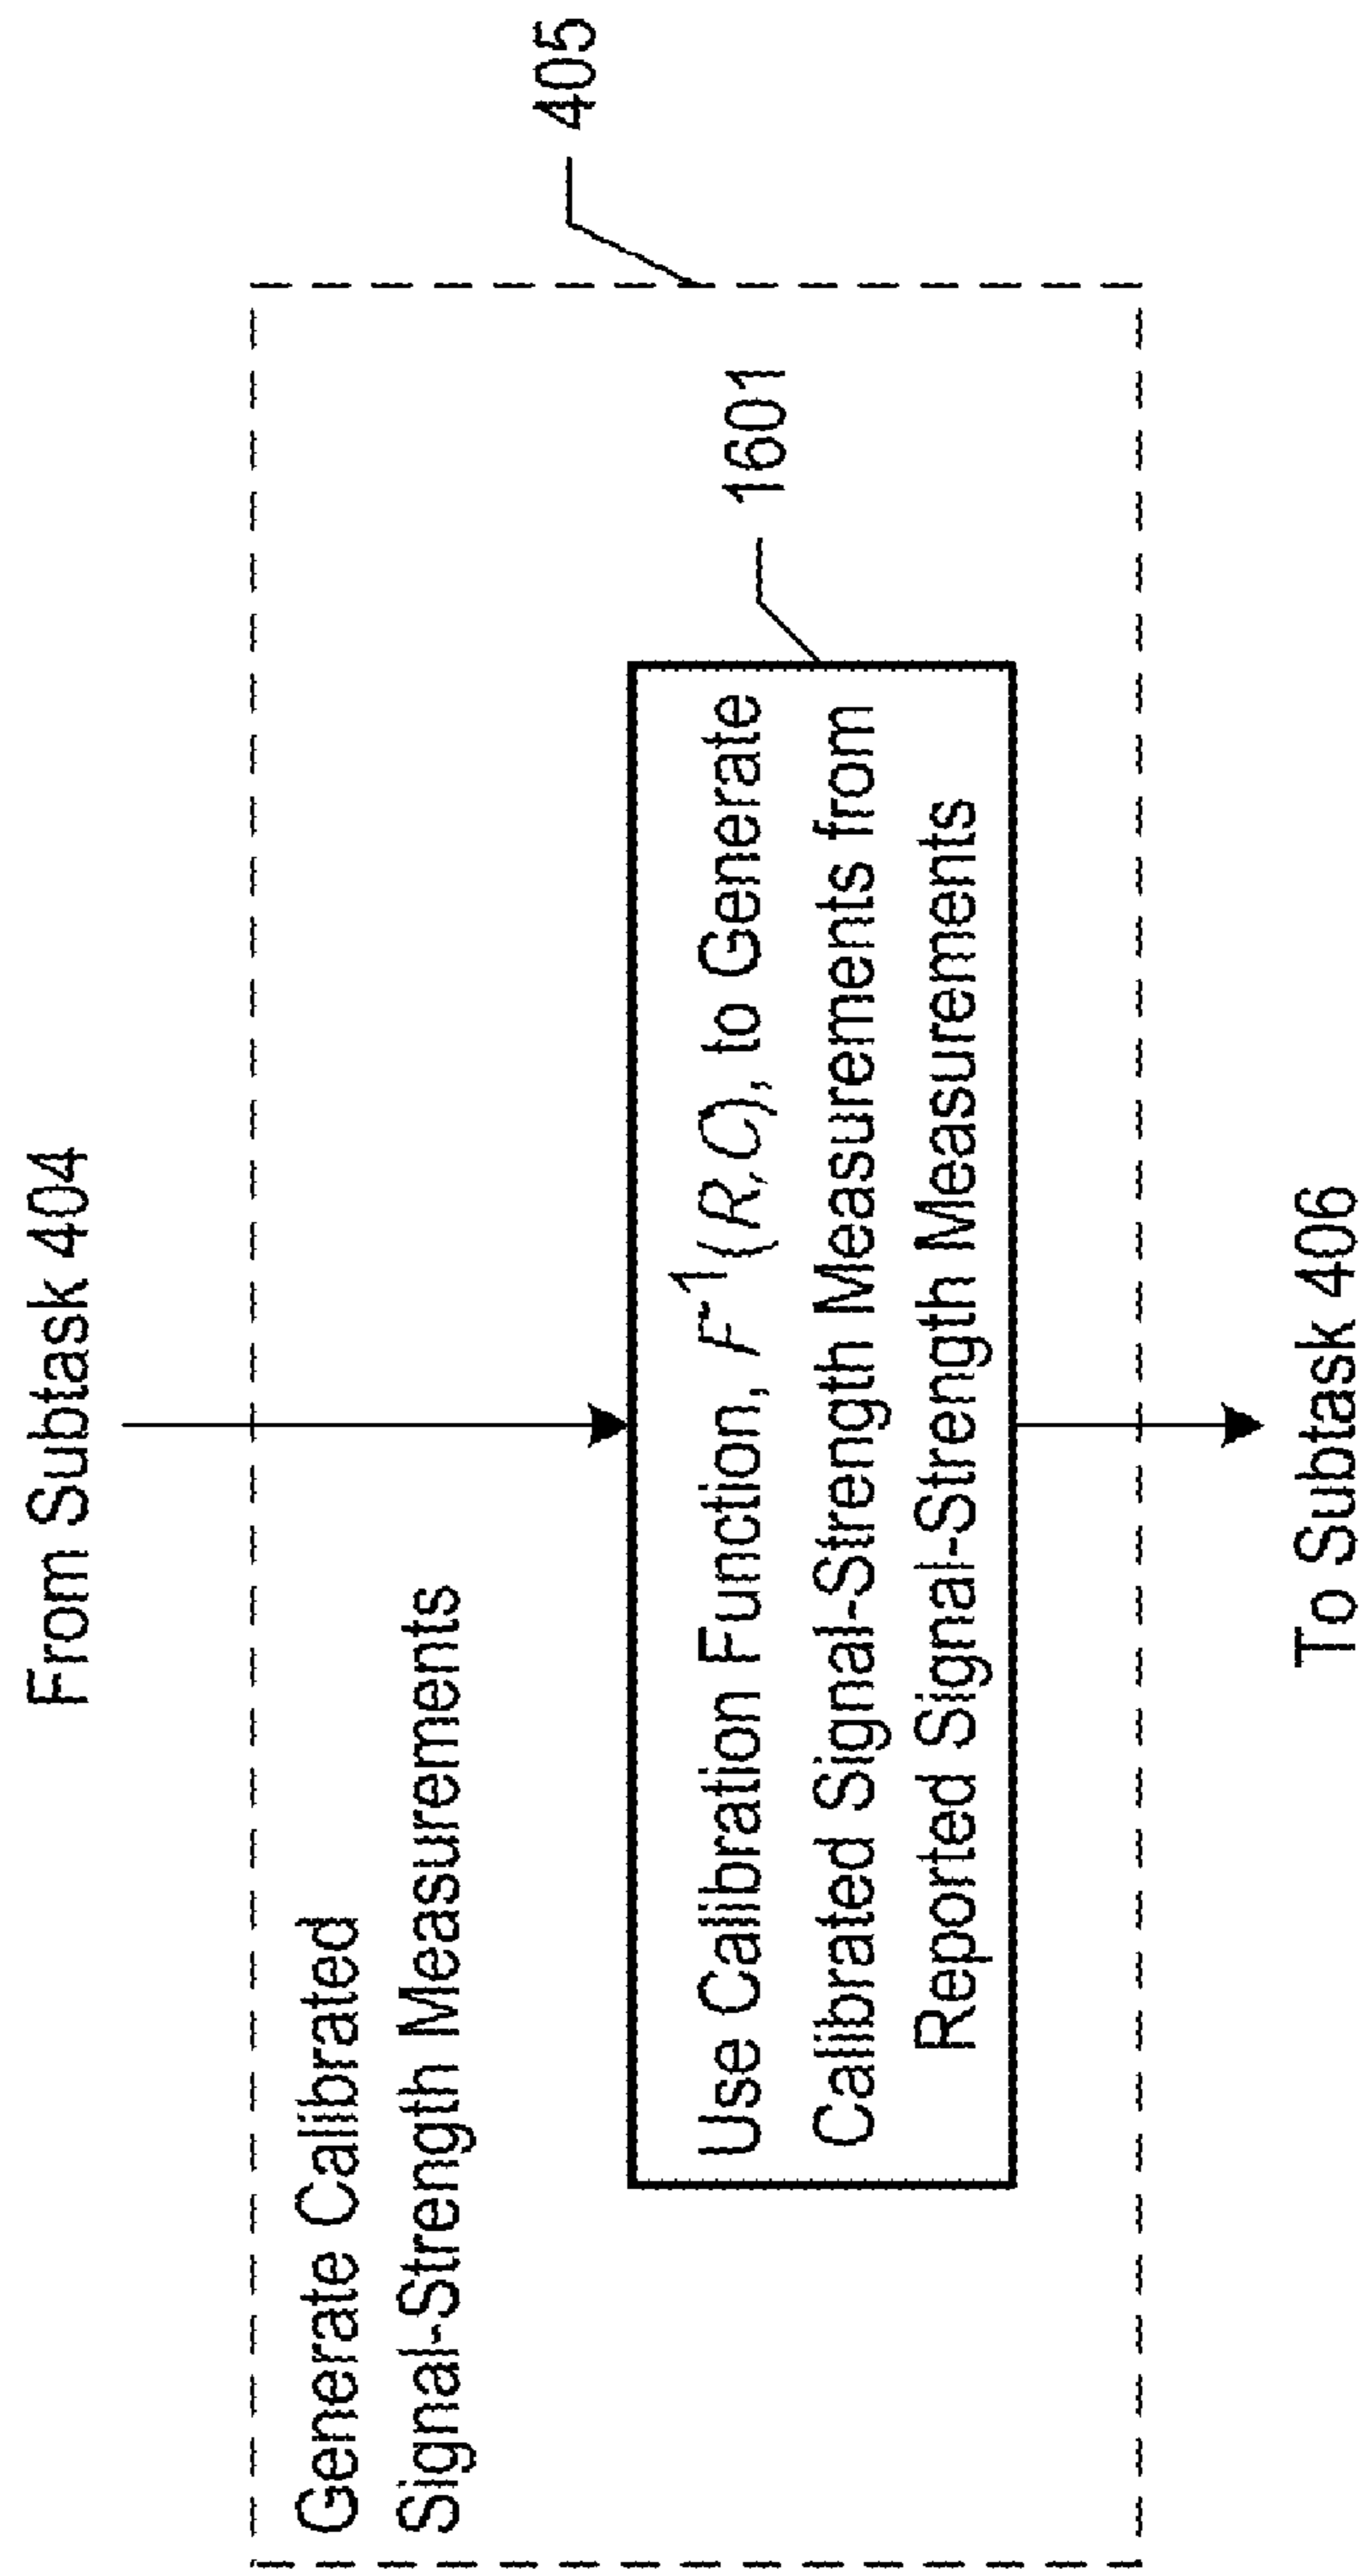 From Subtask 404
405
Generate Calibrated
Signal-Strength Measurements
1601
Use Calibration Function, F⁻¹(R,C), to Generate
Calibrated Signal-Strength Measurements from
Reported Signal-Strength Measurements
To Subtask 406